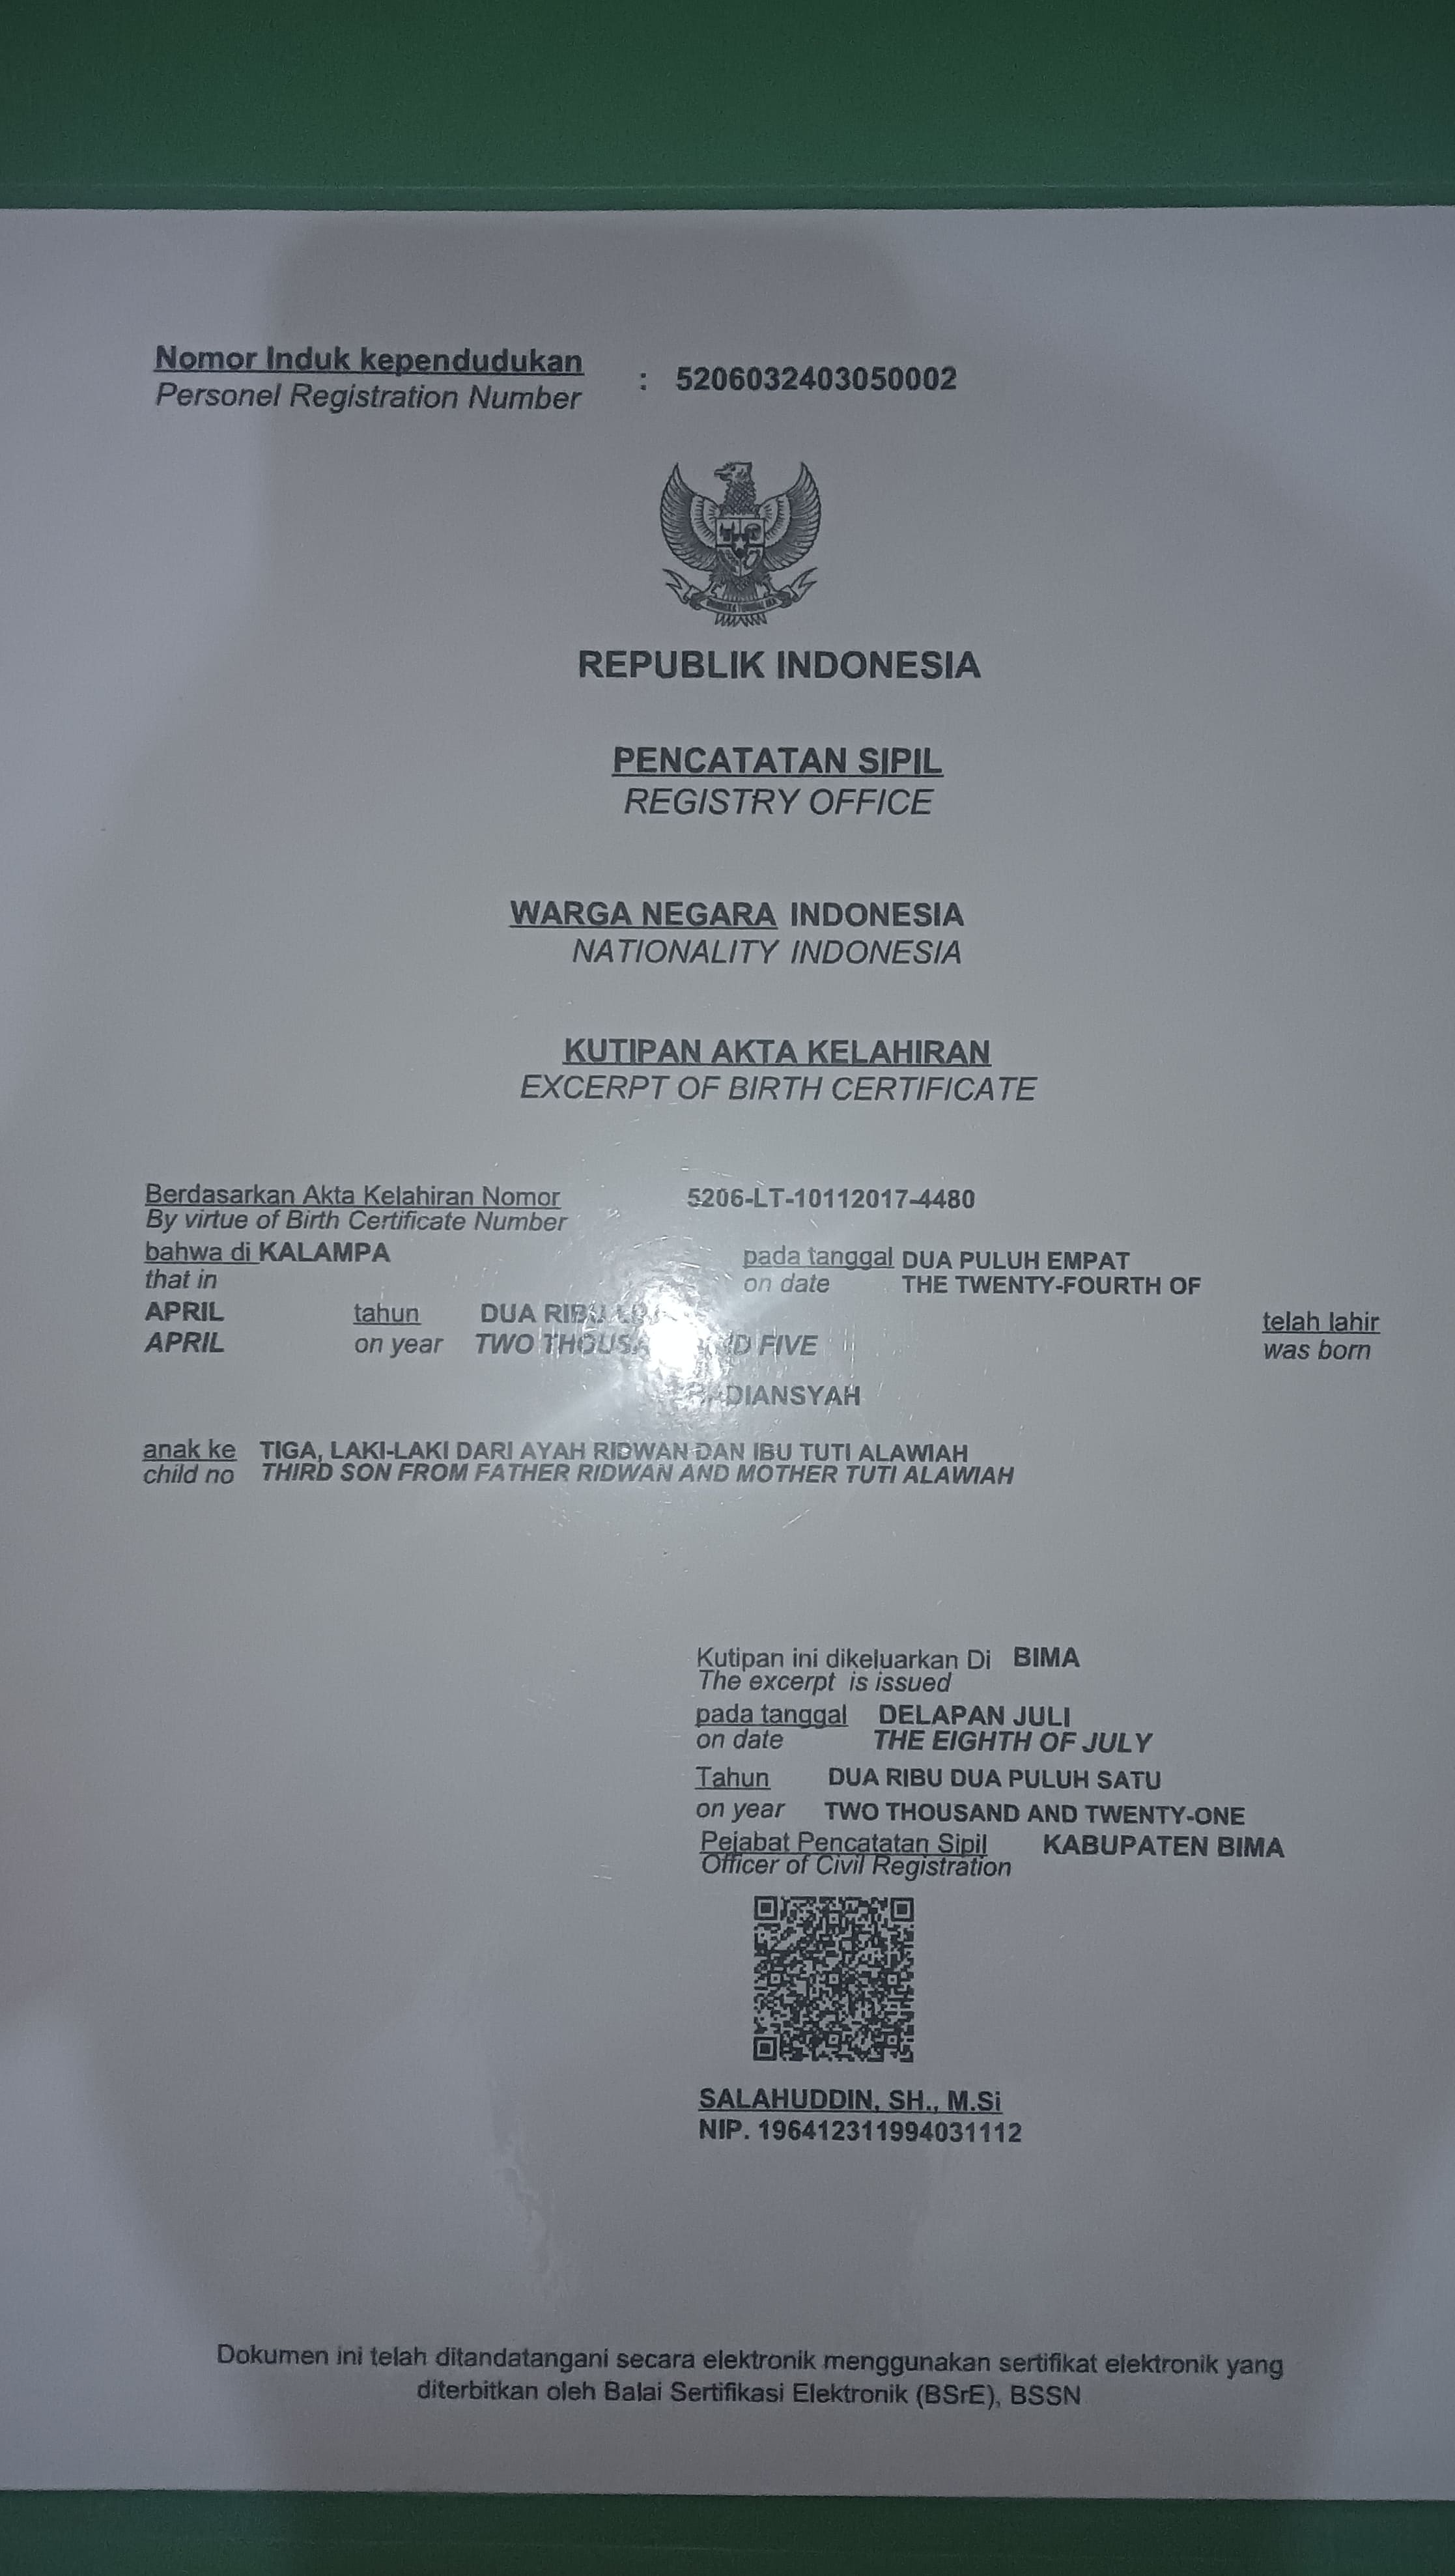 Nomor Induk kependudukan
Personel Registration Number : 5206032403050002
REPUBLIK INDONESIA
PENCATATAN SIPIL
REGISTRY OFFICE
WARGA NEGARA INDONESIA
NATIONALITY INDONESIA
KUTIPAN AKTA KELAHIRAN
EXCERPT OF BIRTH CERTIFICATE
Berdasarkan Akta Kelahiran Nomor 5206-LT-10112017-4480
By virtue of Birth Certificate Number
bahwa di KALAMPA pada tanggal DUA PULUH EMPAT
that in on date THE TWENTY-FOURTH OF
APRIL tahun DUA RIBU telah lahir
APRIL on year TWO FIVE was born
anak ke TIGA, LAKI-LAKI DARI AYAH RIDWAN DAN IBU TUTI ALAWIAH
child no THIRD SON FROM FATHER RIDWAN AND MOTHER TUTI ALAWIAH
Kutipan ini dikeluarkan Di BIMA
The excerpt is issued
pada tanggal DELAPAN JULI
on date THE EIGHTH OF JULY
Tahun DUA RIBU DUA PULUH SATU
on year TWO THOUSAND AND TWENTY-ONE
Pejabat Pencatatan Sipil KABUPATEN BIMA
Officer of Civil Registration
SALAHUDDIN, SH., M.Si
NIP. 196412311994031112
Dokumen ini telah ditandatangani secara elektronik menggunakan sertifikat elektronik yang
diterbitkan oleh Balai Sertifikasi Elektronik (BSrE), BSSN